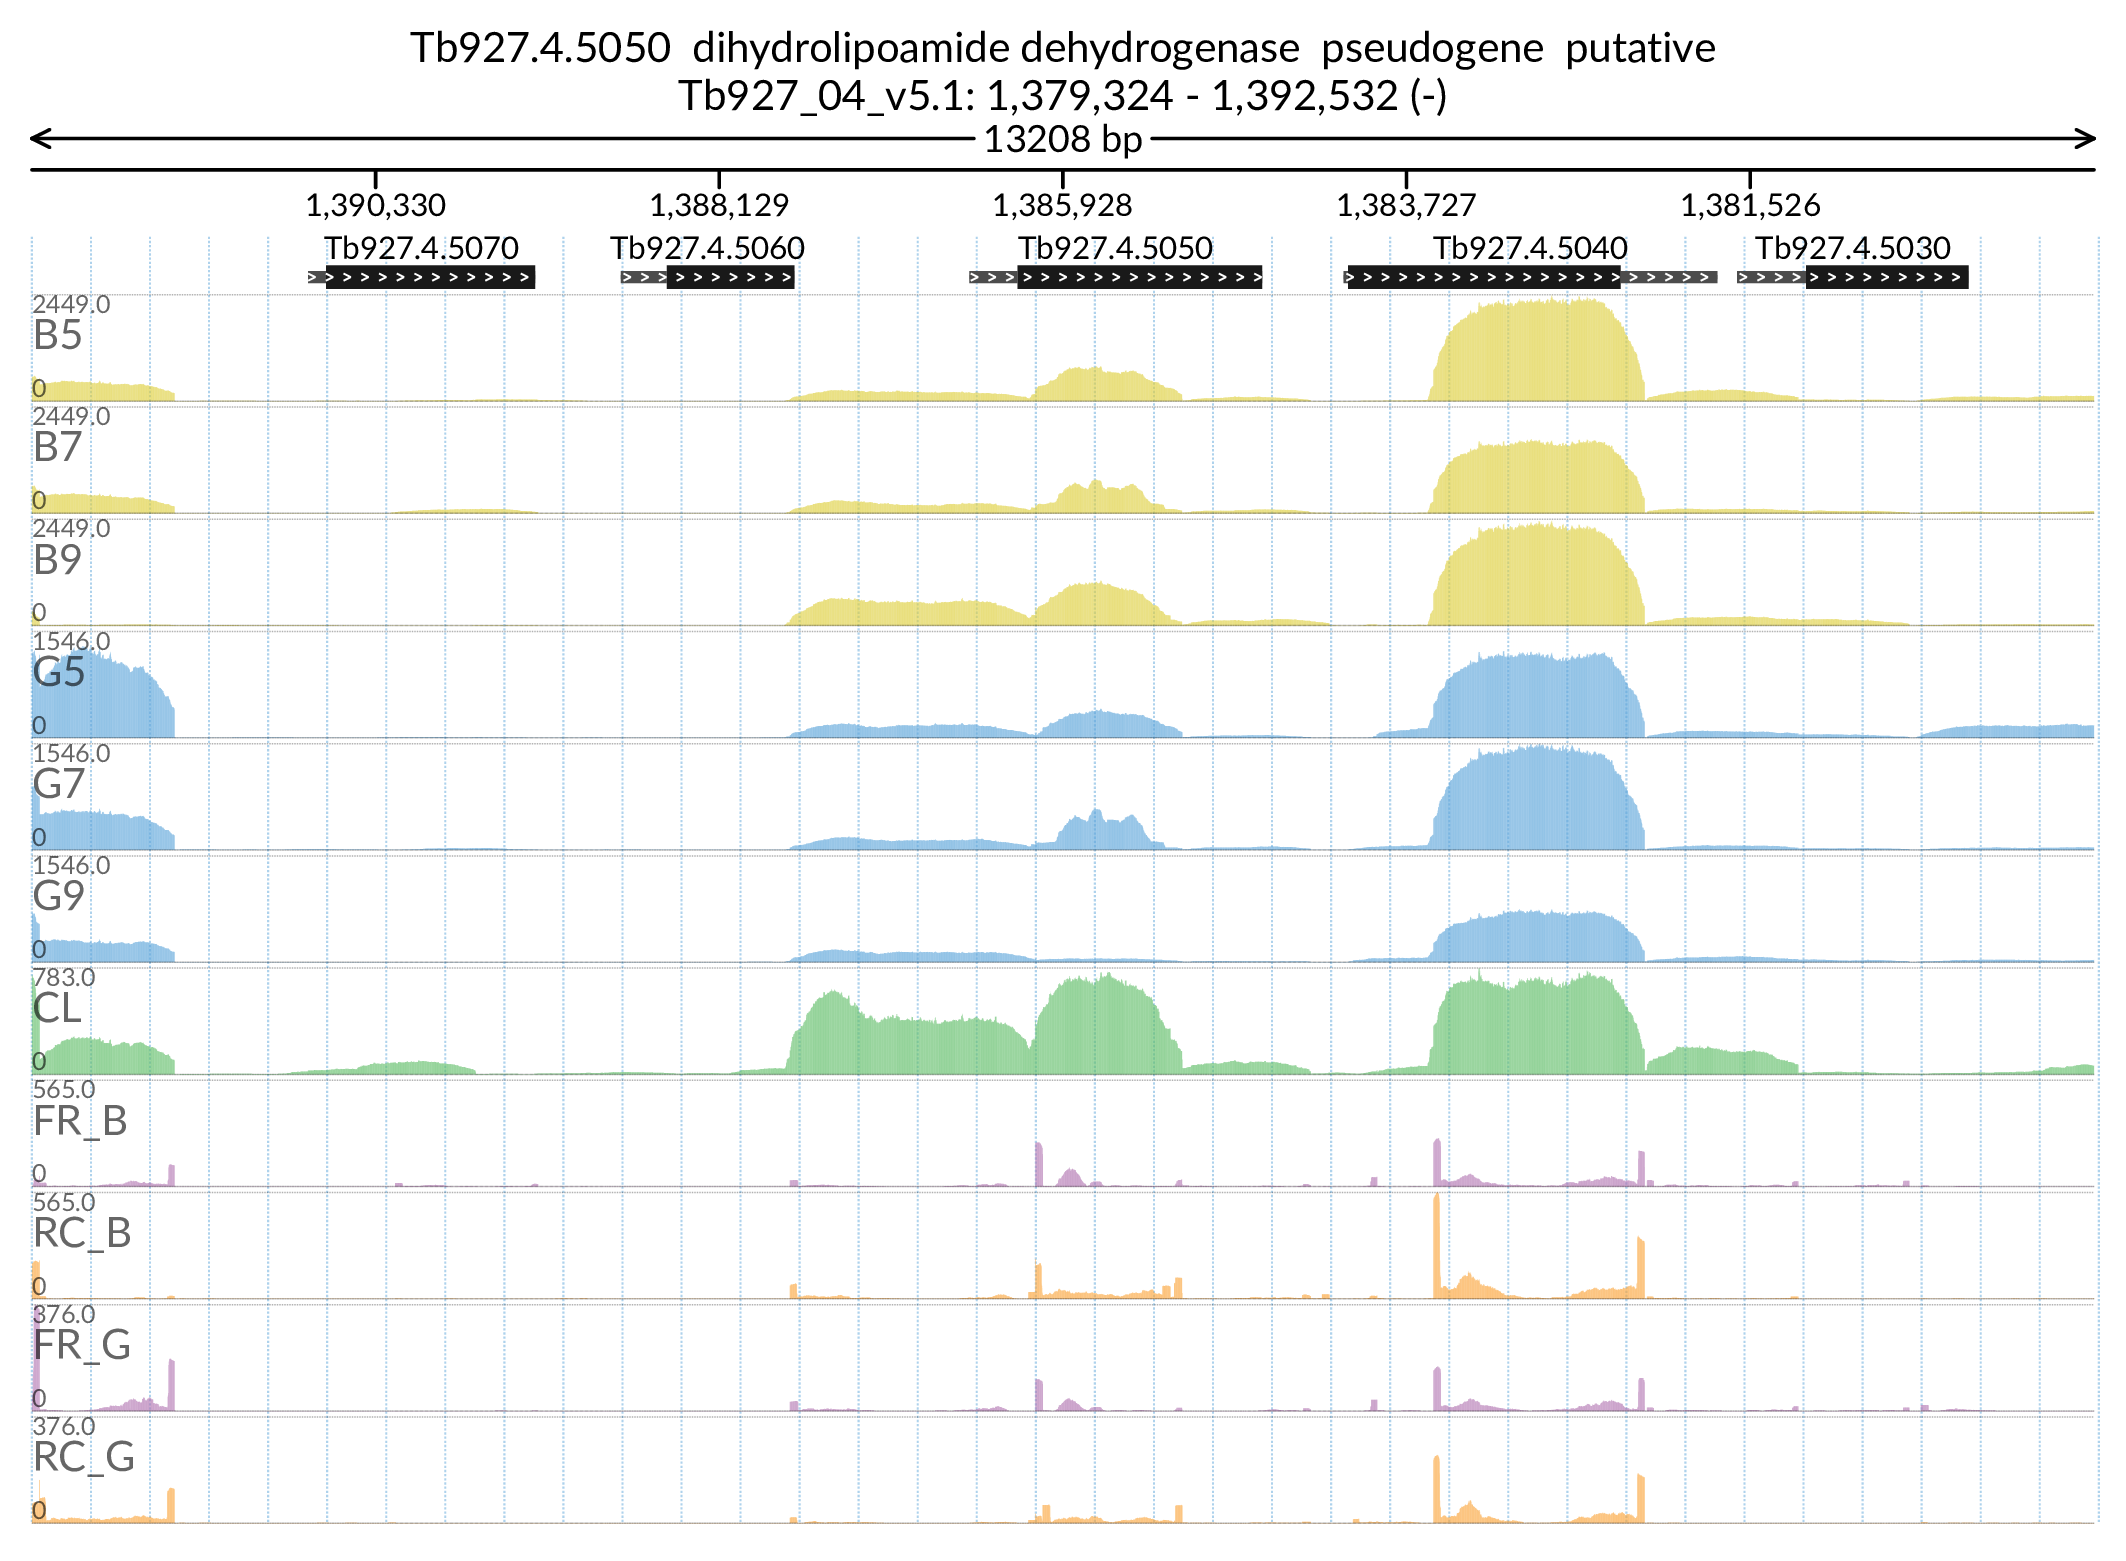 Tb927.4.5050 dihydrolipoamide dehydrogenase pseudogene putative
Tb927_04_v5.1: 1,379,324 - 1,392,532 (-)
13208 bp
1,390,330 1,388,129 1,385,928 1,383,727 1,381,526
Tb927.4.5070 Tb927.4.5060 Tb927.4.5050 Tb927.4.5040 Tb927.4.5030
2449.0
B5
0
2449.0
B7
0
2449.0
B9
0
1546.0
G5
0
1546.0
G7
0
1546.0
G9
0
783.0
CL
0
565.0
FR_B
0
565.0
RC_B
0
376.0
FR_G
0
376.0
RC_G
0